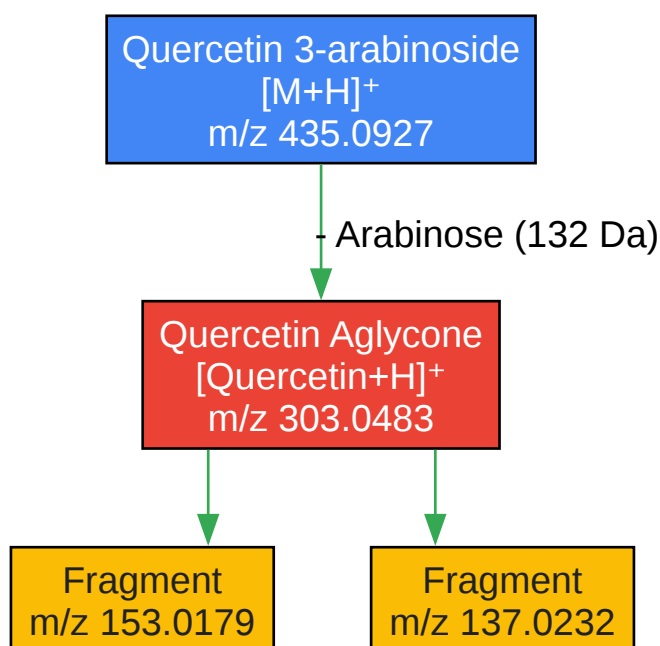 Quercetin 3-arabinoside
[M+H]⁺
m/z 435.0927
- Arabinose (132 Da)
Quercetin Aglycone
[Quercetin+H]⁺
m/z 303.0483
Fragment
m/z 153.0179
Fragment
m/z 137.0232